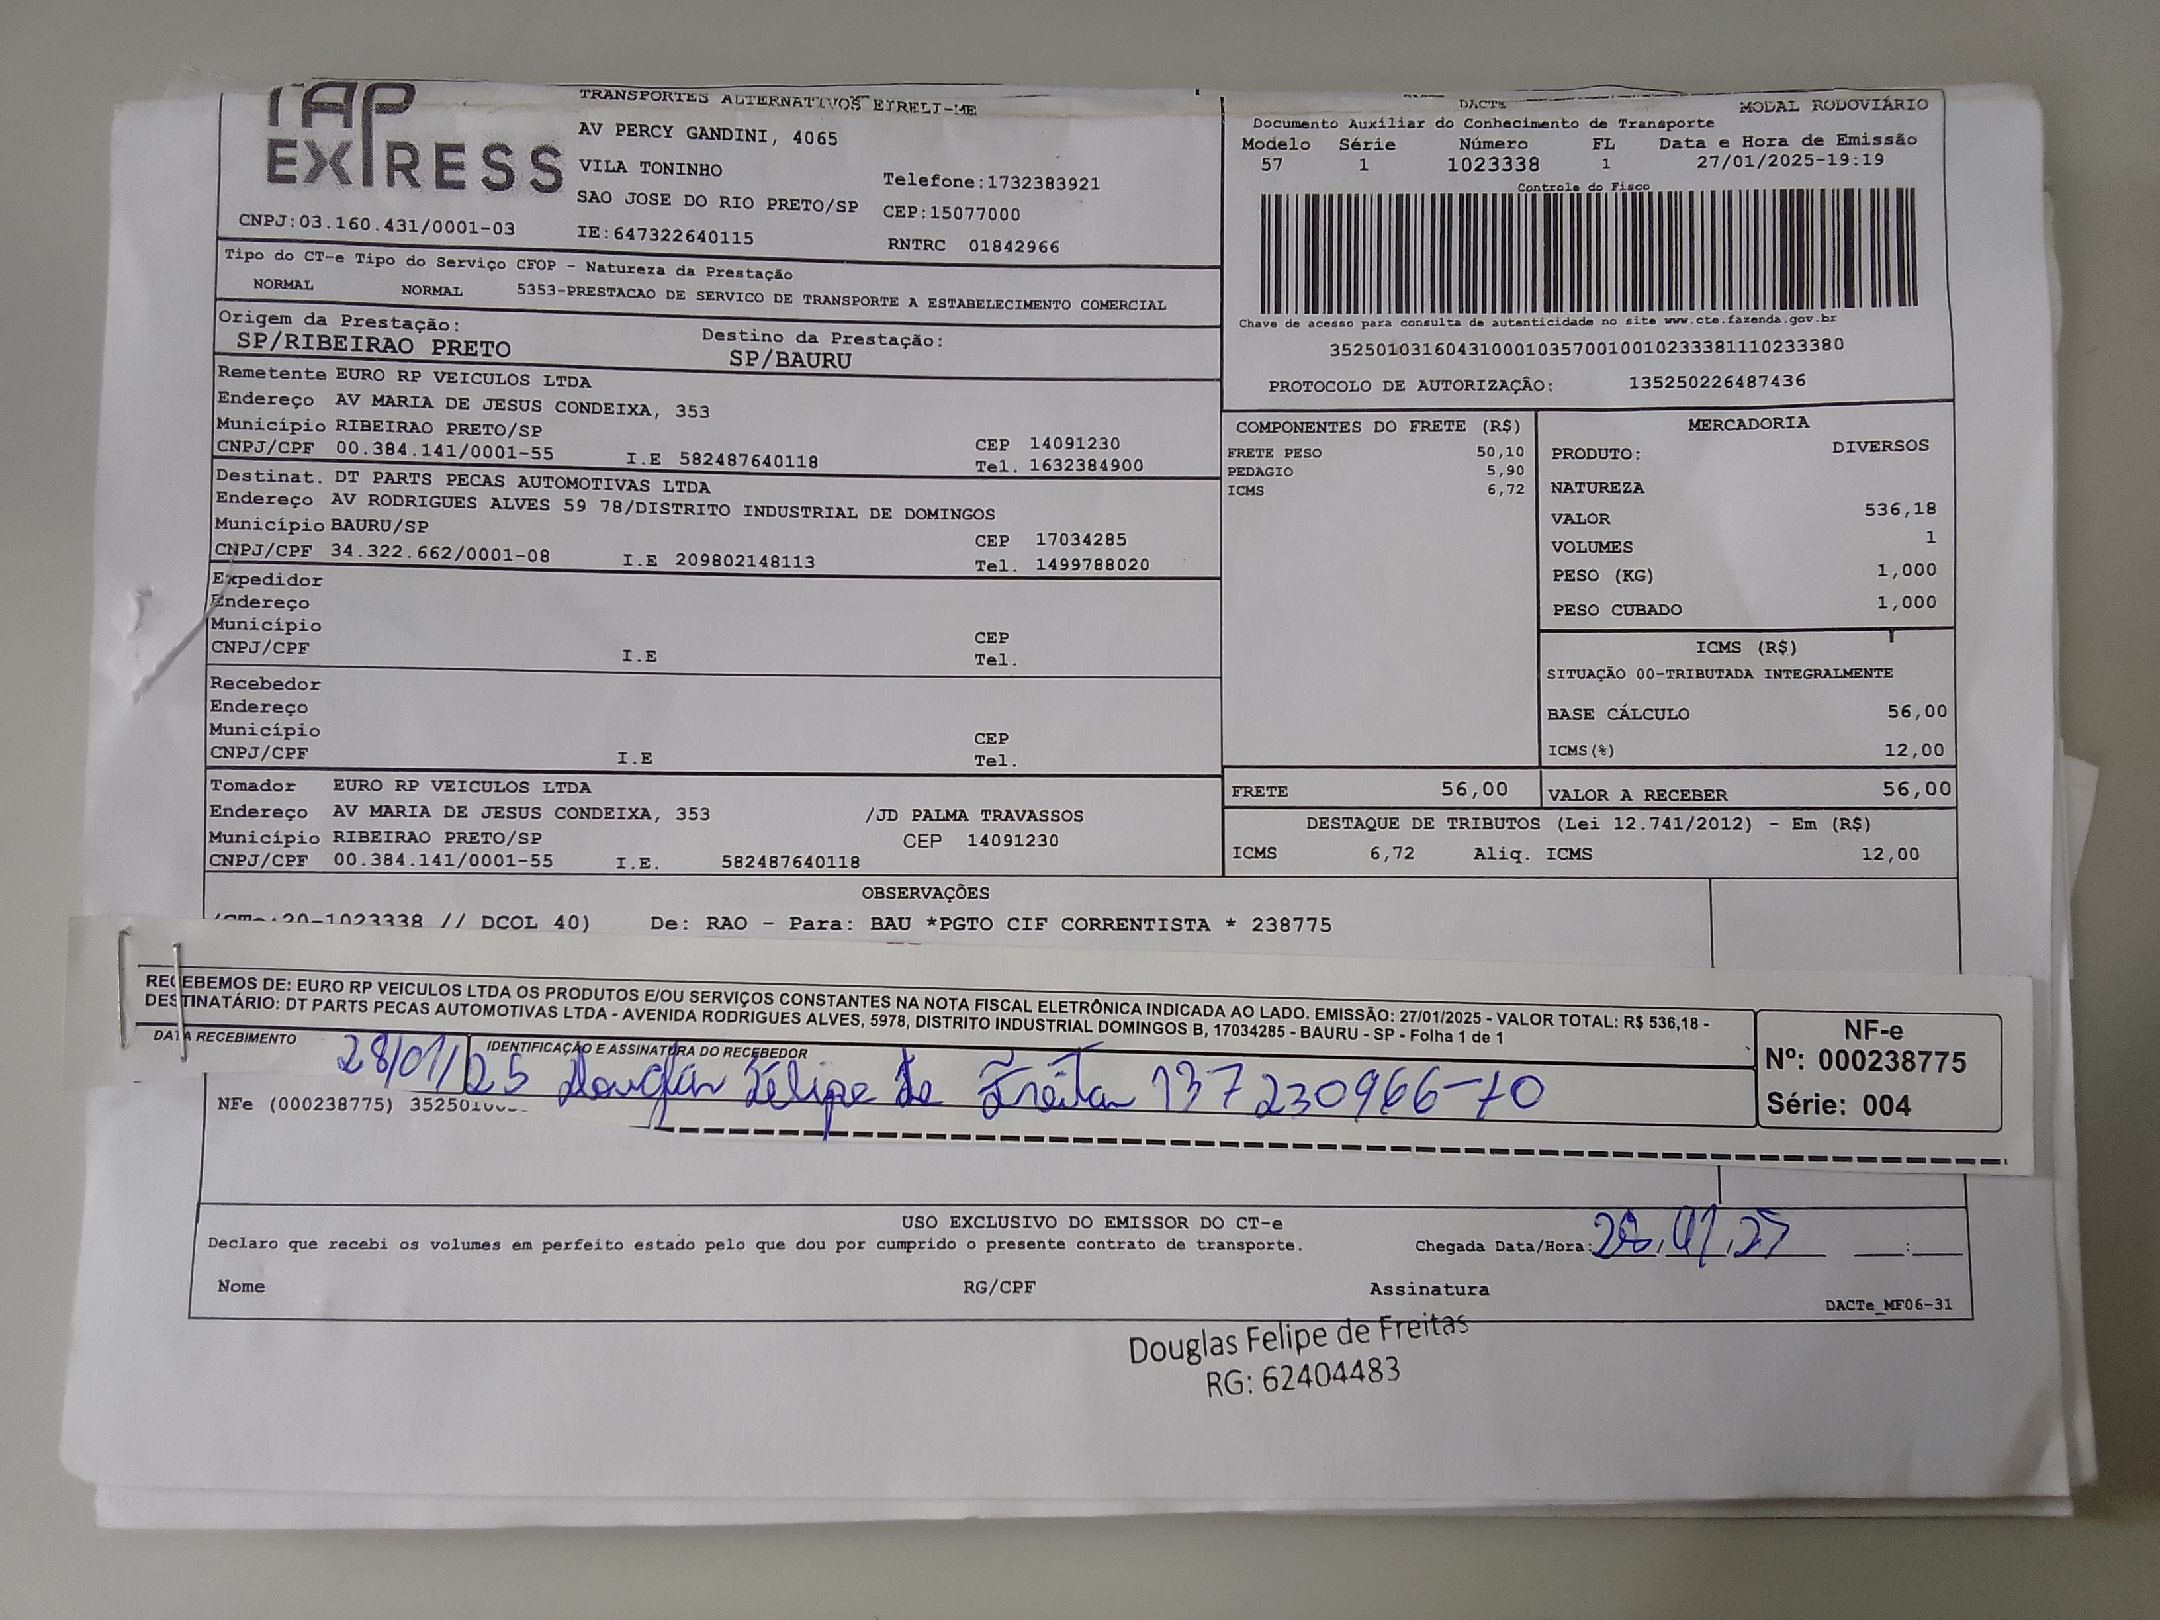 TAP
EXPRESS
TRANSPORTES ALTERNATIVOS EIRELI-ME
AV PERCY GANDINI, 4065
VILA TONINHO
Telefone:1732383921
SAO JOSE DO RIO PRETO/SP CEP:15077000
CNPJ:03.160.431/0001-03 IE:647322640115 RNTRC 01842966
DACTE MODAL RODOVIÁRIO
Documento Auxiliar do Conhecimento de Transporte
Modelo Série Número FL Data e Hora de Emissão
57 1 1023338 1 27/01/2025-19:19
Controle do Fisco
Chave de acesso para consulta de autenticidade no site www.cte.fazenda.gov.br
35250103160431000103570010010233381110233380
PROTOCOLO DE AUTORIZAÇÃO: 135250226487436
Tipo do CT-e Tipo do Serviço CFOP - Natureza da Prestação
NORMAL NORMAL 5353-PRESTACAO DE SERVICO DE TRANSPORTE A ESTABELECIMENTO COMERCIAL
Origem da Prestação: Destino da Prestação:
SP/RIBEIRAO PRETO SP/BAURU
Remetente EURO RP VEICULOS LTDA
Endereço AV MARIA DE JESUS CONDEIXA, 353
Município RIBEIRAO PRETO/SP CEP 14091230
CNPJ/CPF 00.384.141/0001-55 I.E 582487640118 Tel. 1632384900
Destinat. DT PARTS PECAS AUTOMOTIVAS LTDA
Endereço AV RODRIGUES ALVES 59 78/DISTRITO INDUSTRIAL DE DOMINGOS
Município BAURU/SP CEP 17034285
CNPJ/CPF 34.322.662/0001-08 I.E 209802148113 Tel. 1499788020
Expedidor
Endereço
Município CEP
CNPJ/CPF I.E Tel.
Recebedor
Endereço
Município CEP
CNPJ/CPF I.E Tel.
Tomador EURO RP VEICULOS LTDA
Endereço AV MARIA DE JESUS CONDEIXA, 353 /JD PALMA TRAVASSOS
Município RIBEIRAO PRETO/SP CEP 14091230
CNPJ/CPF 00.384.141/0001-55 I.E. 582487640118
COMPONENTES DO FRETE (R$)
FRETE PESO 50,10
PEDAGIO 5,90
ICMS 6,72
MERCADORIA
PRODUTO: DIVERSOS
NATUREZA
VALOR 536,18
VOLUMES 1
PESO (KG) 1,000
PESO CUBADO 1,000
ICMS (R$)
SITUAÇÃO 00-TRIBUTADA INTEGRALMENTE
BASE CÁLCULO 56,00
ICMS(%) 12,00
FRETE 56,00 VALOR A RECEBER 56,00
DESTAQUE DE TRIBUTOS (Lei 12.741/2012) - Em (R$)
ICMS 6,72 Aliq. ICMS 12,00
OBSERVAÇÕES
20-1023338 // DCOL 40) De: RAO - Para: BAU *PGTO CIF CORRENTISTA * 238775
RECEBEMOS DE: EURO RP VEICULOS LTDA OS PRODUTOS E/OU SERVIÇOS CONSTANTES NA NOTA FISCAL ELETRÔNICA INDICADA AO LADO. EMISSÃO: 27/01/2025 - VALOR TOTAL: R$ 536,18 -
DESTINATÁRIO: DT PARTS PECAS AUTOMOTIVAS LTDA - AVENIDA RODRIGUES ALVES, 5978, DISTRITO INDUSTRIAL DOMINGOS B, 17034285 - BAURU - SP - Folha 1 de 1
DATA RECEBIMENTO IDENTIFICAÇÃO E ASSINATURA DO RECEBEDOR
28/01/25 Douglas Felipe de Freitas 137230966-70
NF-e
Nº: 000238775
Série: 004
NFe (000238775) 352501
USO EXCLUSIVO DO EMISSOR DO CT-e
Declaro que recebi os volumes em perfeito estado pelo que dou por cumprido o presente contrato de transporte. Chegada Data/Hora: 28,01,25 :
Nome RG/CPF Assinatura
DACTe_MF06-31
Douglas Felipe de Freitas
RG: 62404483